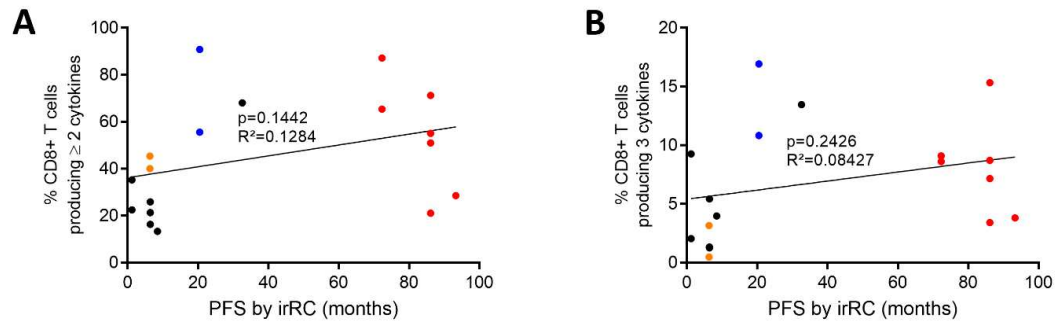 A
% CD8+ T cells
producing ≥ 2 cytokines
100
80
60
40
20
0
p=0.1442
R²=0.1284
0 20 40 60 80 100
PFS by irRC (months)
B
% CD8+ T cells
producing 3 cytokines
20
15
10
5
0
p=0.2426
R²=0.08427
0 20 40 60 80 100
PFS by irRC (months)